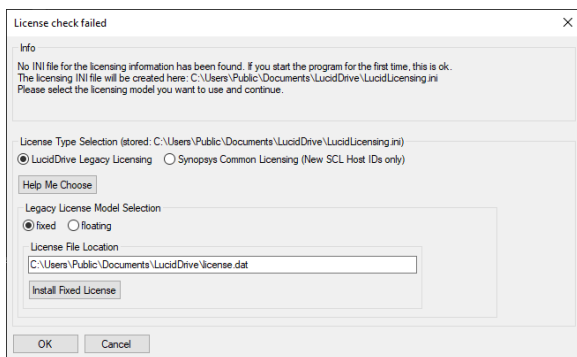 License check failed
Info
No INI file for the licensing information has been found. If you start the program for the first time, this is ok.
The licensing INI file will be created here: C:\Users\Public\Documents\LucidDrive\LucidLicensing.ini
Please select the licensing model you want to use and continue.
License Type Selection (stored: C:\Users\Public\Documents\LucidDrive\LucidLicensing.ini)
LucidDrive Legacy Licensing Synopsys Common Licensing (New SCL Host IDs only)
Help Me Choose
Legacy License Model Selection
fixed floating
License File Location
C:\Users\Public\Documents\LucidDrive\license.dat
Install Fixed License
OK Cancel